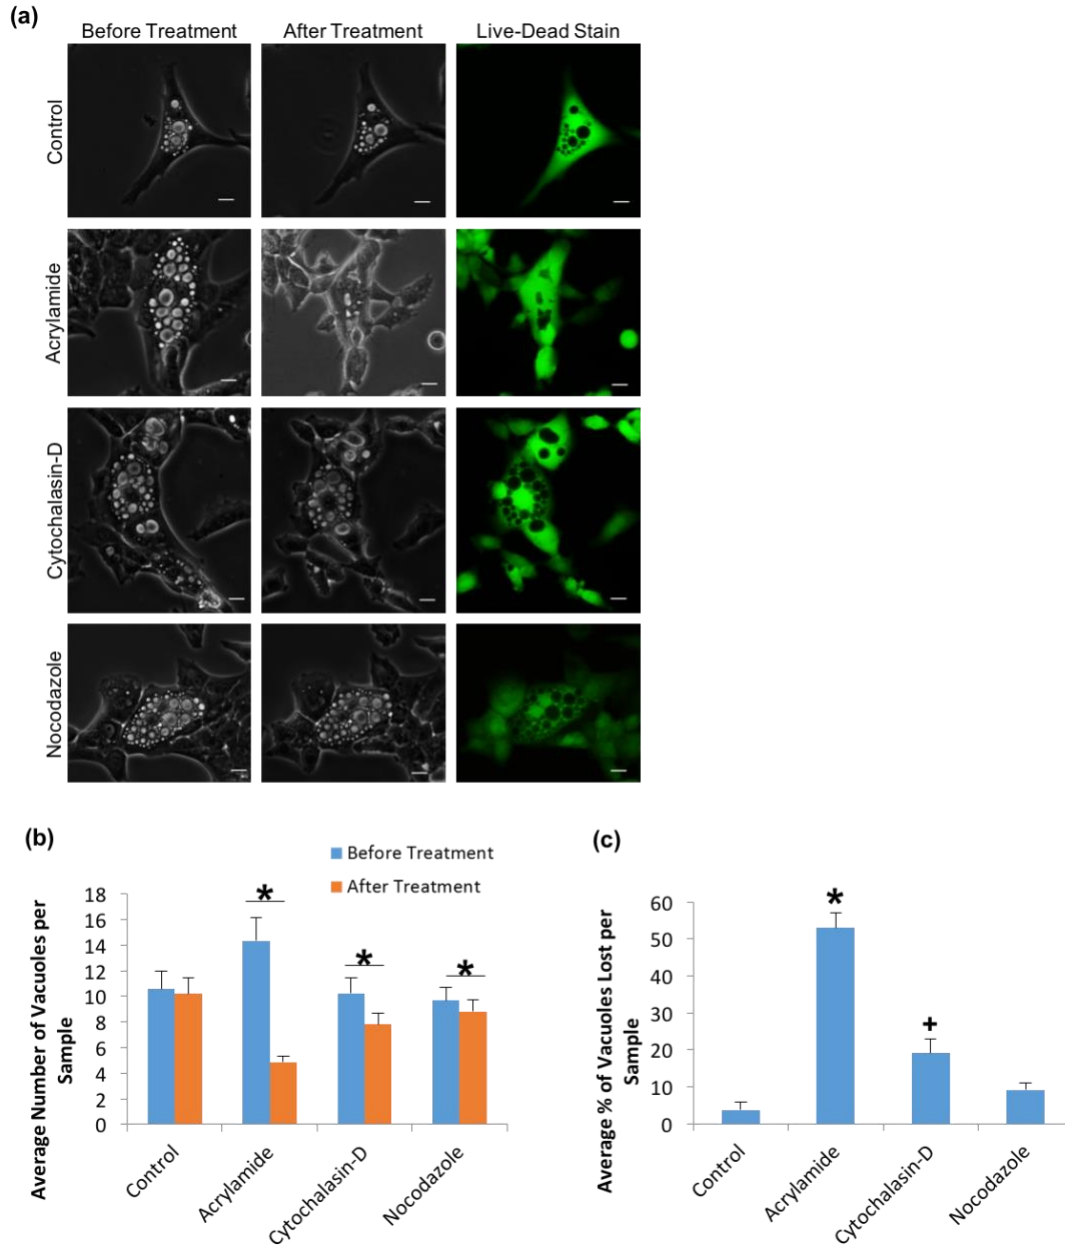 (a)
Before Treatment After Treatment Live-Dead Stain
Control
Acrylamide
Cytochalasin-D
Nocodazole
(b)
Before Treatment
After Treatment
Average Number of Vacuoles per
Sample
18
16
14
12
10
8
6
4
2
0
*
*
*
Control
Acrylamide
Cytochalasin-D
Nocodazole
(c)
Average % of Vacuoles Lost per
Sample
60
50
40
30
20
10
0
*
+
Control
Acrylamide
Cytochalasin-D
Nocodazole